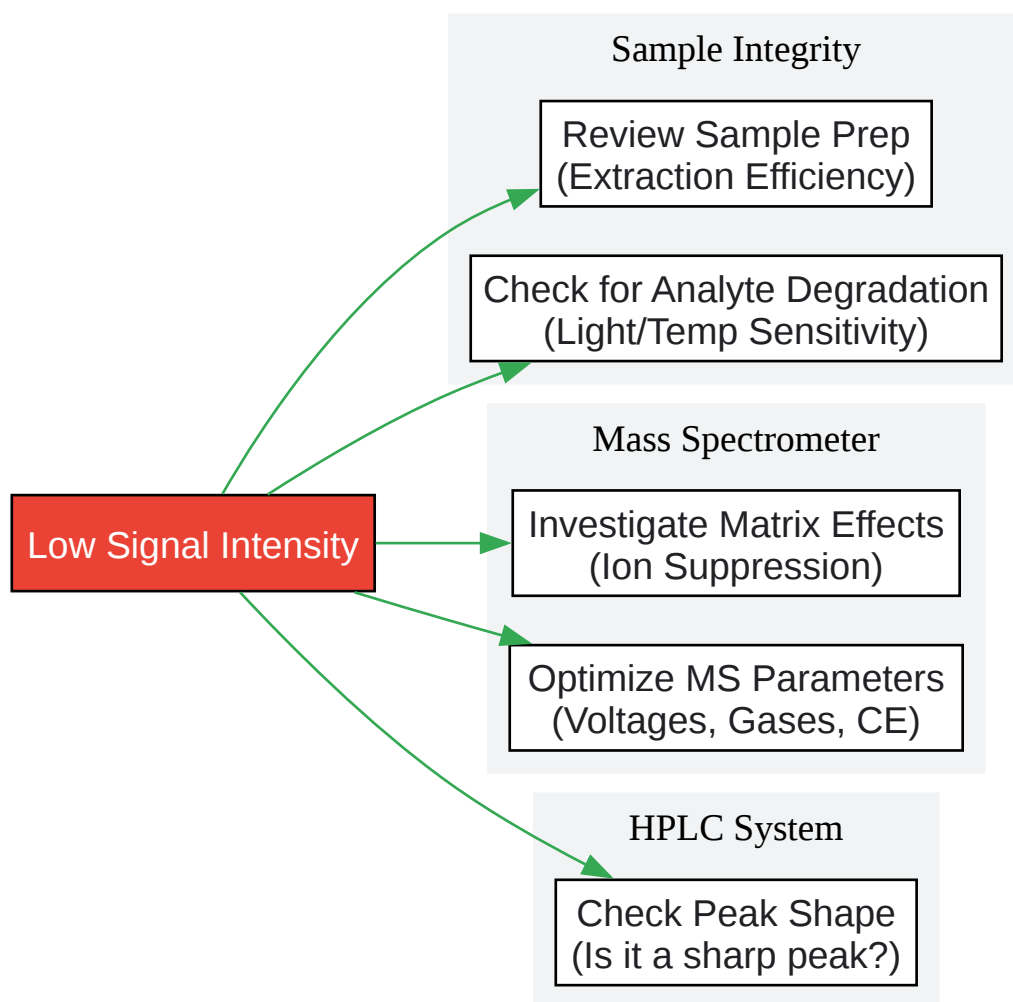 Sample Integrity
Review Sample Prep
(Extraction Efficiency)
Check for Analyte Degradation
(Light/Temp Sensitivity)
Mass Spectrometer
Low Signal Intensity
Investigate Matrix Effects
(Ion Suppression)
Optimize MS Parameters
(Voltages, Gases, CE)
HPLC System
Check Peak Shape
(Is it a sharp peak?)